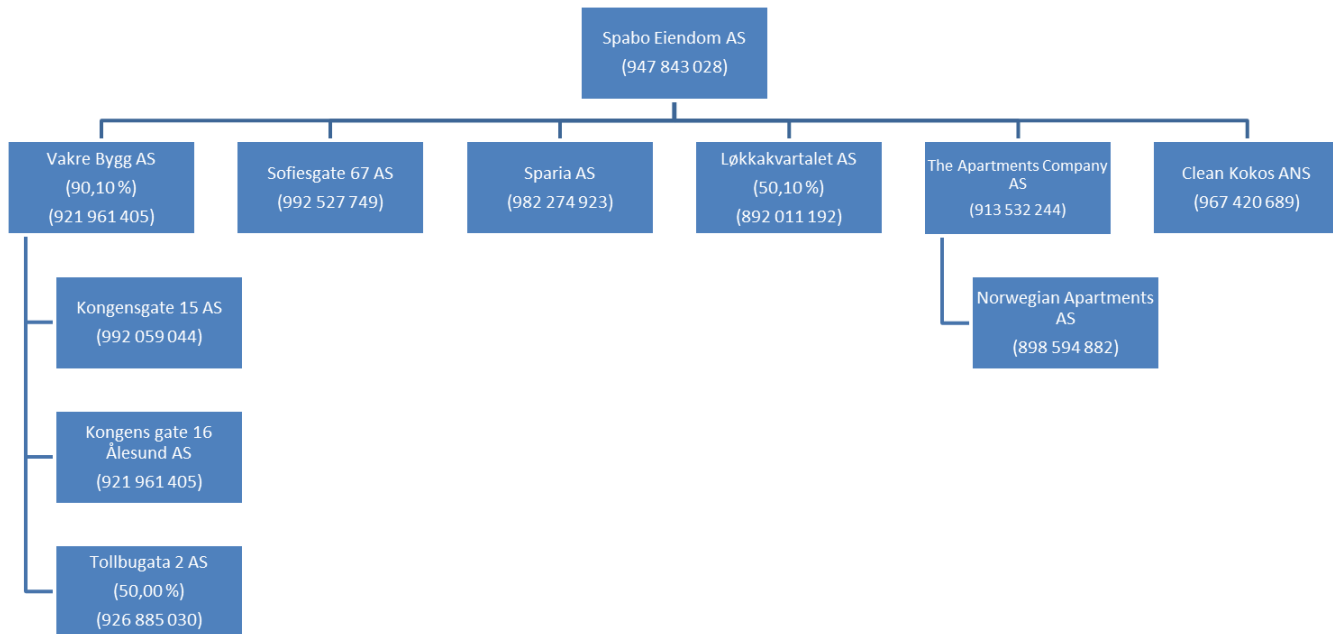 Spabo Eiendom AS
(947 843 028)
Vakre Bygg AS
(90,10 %)
(921 961 405)
Sofiesgate 67 AS
(992 527 749)
Sparia AS
(982 274 923)
Løkkakvartalet AS
(50,10 %)
(892 011 192)
The Apartments Company
AS
(913 532 244)
Clean Kokos ANS
(967 420 689)
Kongensgate 15 AS
(992 059 044)
Norwegian Apartments
AS
(898 594 882)
Kongens gate 16
Ålesund AS
(921 961 405)
Tollbugata 2 AS
(50,00 %)
(926 885 030)